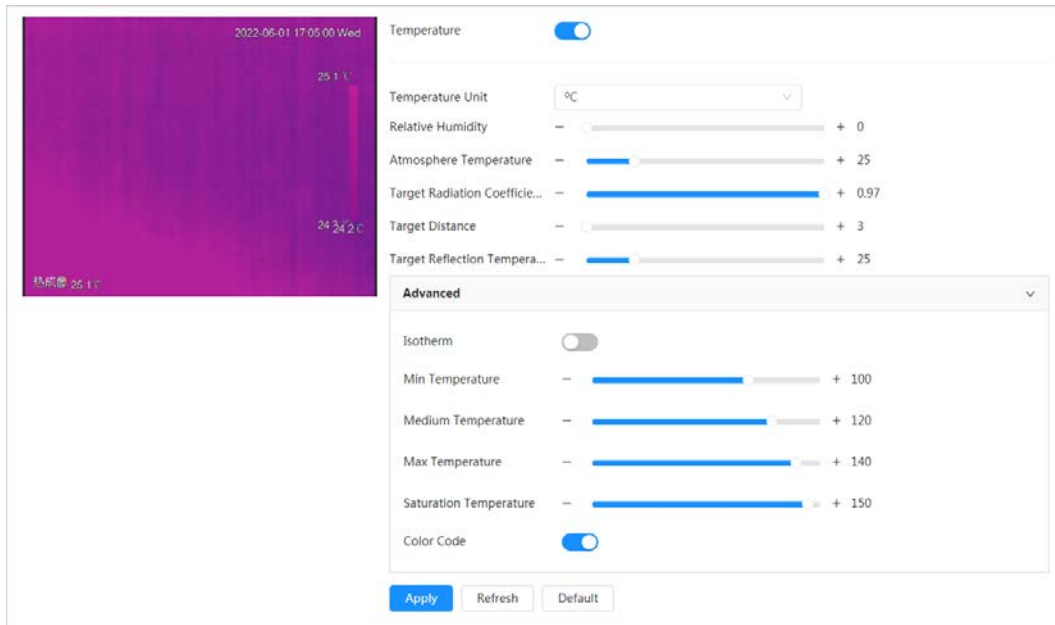 2022-06-01 17:05:00 Wed
25.1℃
24.2℃
热成像 25.1℃
Temperature
Temperature Unit
ºC
Relative Humidity
− + 0
Atmosphere Temperature
− + 25
Target Radiation Coefficie...
− + 0.97
Target Distance
− + 3
Target Reflection Tempera...
− + 25
Advanced
Isotherm
Min Temperature
− + 100
Medium Temperature
− + 120
Max Temperature
− + 140
Saturation Temperature
− + 150
Color Code
Apply
Refresh
Default